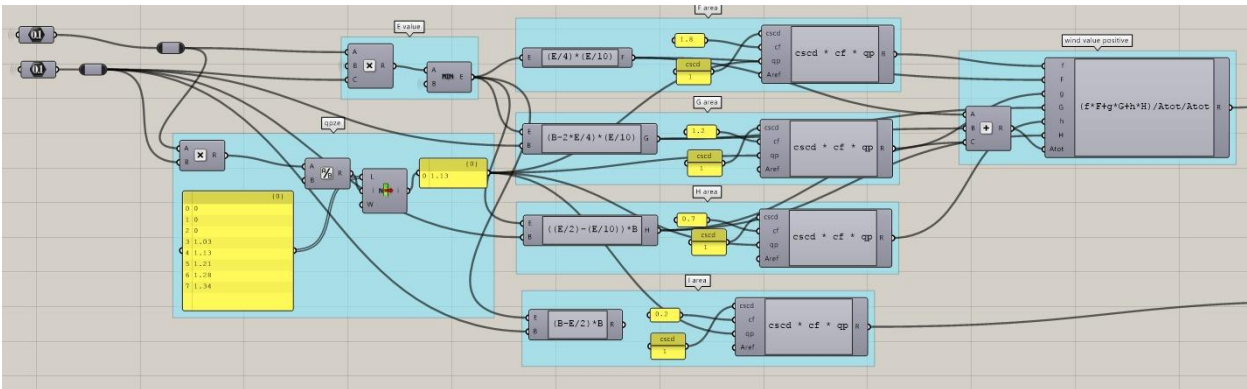 F area
E value
wind value positive
0.1
0.1
A
B
C
R
A
B
MIN
E
E
(E/4)*(E/10)
F
1.8
cscd
1
cscd
cf
qp
Aref
cscd * cf * qp
R
f
F
g
G
h
H
Atot
(f*F+g*G+h*H)/Atot/Atot
R
A
B
C
R
G area
qpze
E
B
(B-2*E/4)*(E/10)
G
1.2
cscd
1
cscd
cf
qp
Aref
cscd * cf * qp
R
A
B
R
A
B
A/B
R
L
i
W
i
{0}
0 1.13
H area
{0}
0 0
1 0
2 0
3 1.03
4 1.13
5 1.21
6 1.28
7 1.34
E
B
((E/2)-(E/10))*B
H
0.7
cscd
1
cscd
cf
qp
Aref
cscd * cf * qp
R
I area
E
B
(B-E/2)*B
R
0.2
cscd
1
cscd
cf
qp
Aref
cscd * cf * qp
R